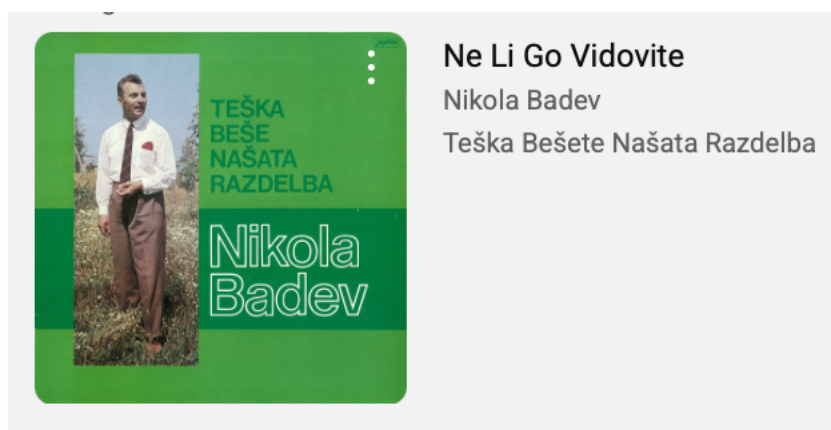 TEŠKA
BEŠE
NAŠATA
RAZDELBA
Nikola
Badev
Ne Li Go Vidovite
Nikola Badev
Teška Bešete Našata Razdelba